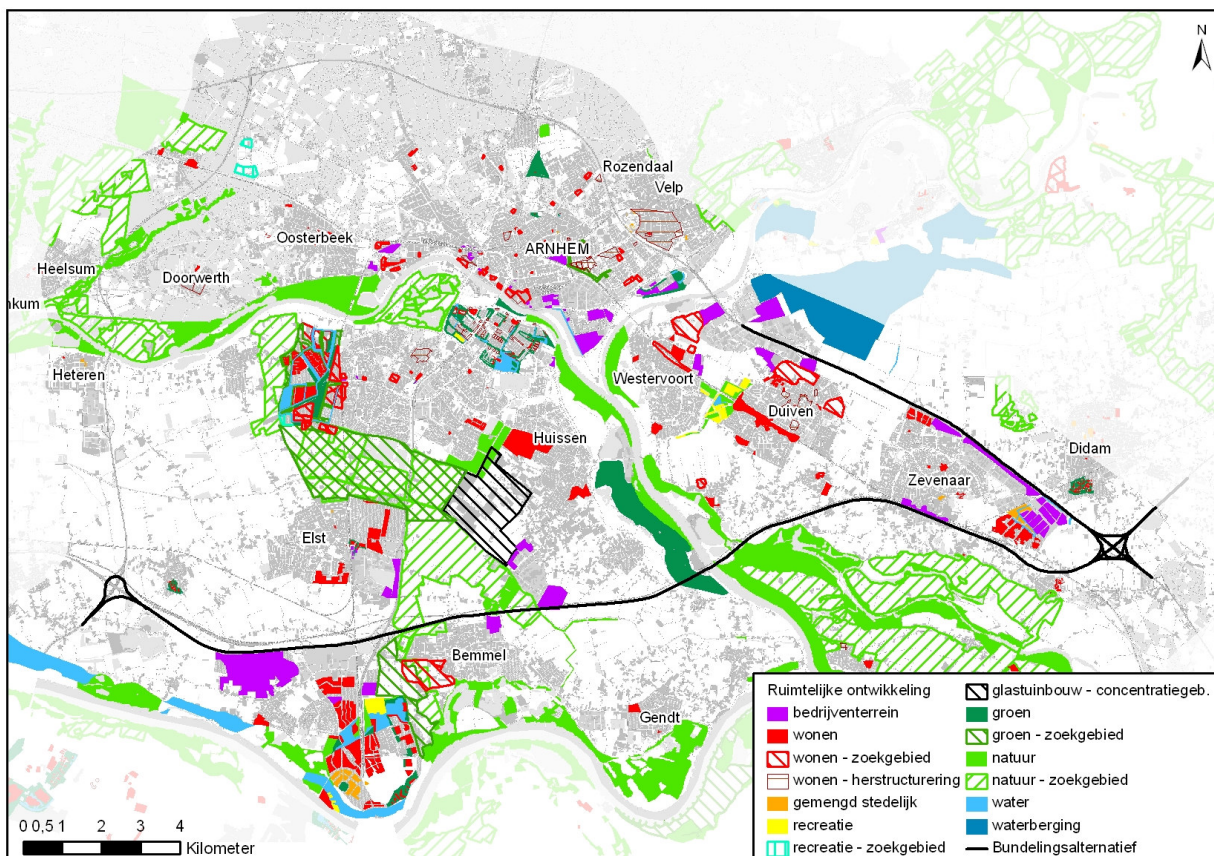 N
Rozendaal
Velp
Oosterbeek
ARNHEM
Heelsum
Doorwerth
nkum
Heteren
Westervoort
Duiven
Huissen
Didam
Zevenaar
Elst
Bemmel
Gendt
Ruimtelijke ontwikkeling
bedrijventerrein
wonen
wonen - zoekgebied
wonen - herstructurering
gemengd stedelijk
recreatie
recreatie - zoekgebied
glastuinbouw - concentratiegeb.
groen
groen - zoekgebied
natuur
natuur - zoekgebied
water
waterberging
Bundelingsalternatief
0 0,5 1 2 3 4
Kilometer